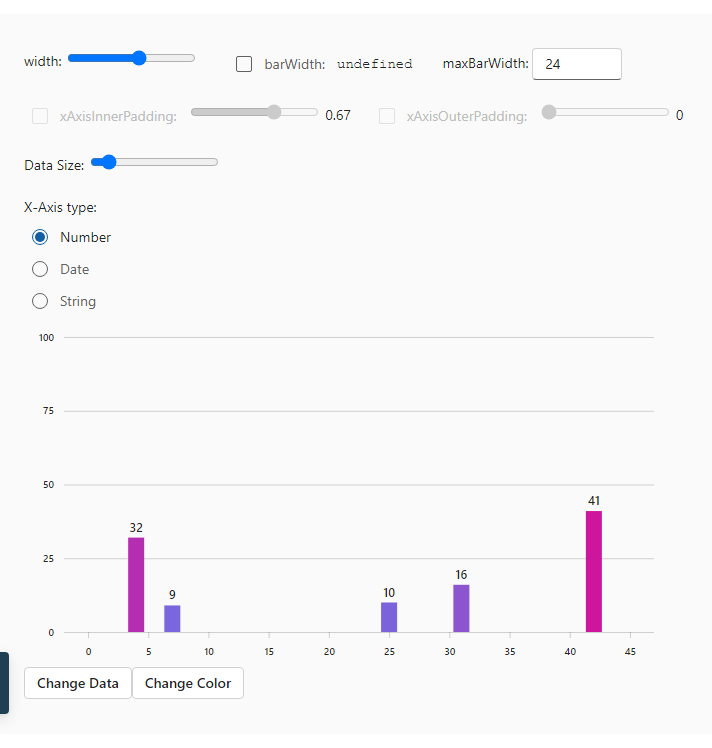 width: barWidth: undefined maxBarWidth: 24
xAxisInnerPadding: 0.67 xAxisOuterPadding: 0
Data Size:
X-Axis type:
Number
Date
String
100
75
50
41
32
25
16
10
9
0
0 5 10 15 20 25 30 35 40 45
Change Data Change Color